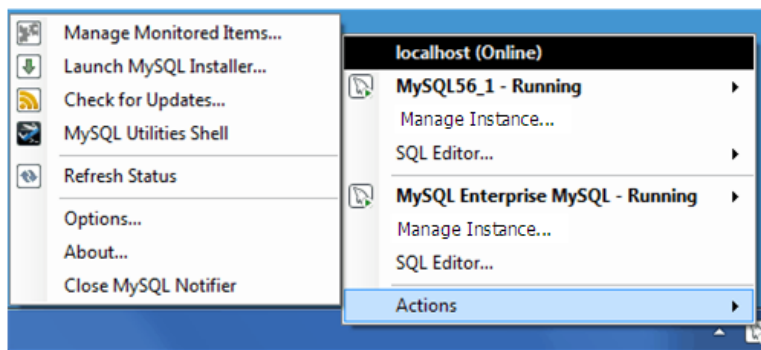 Manage Monitored Items...
Launch MySQL Installer...
Check for Updates...
MySQL Utilities Shell
Refresh Status
Options...
About...
Close MySQL Notifier
localhost (Online)
MySQL56_1 - Running
Manage Instance...
SQL Editor...
MySQL Enterprise MySQL - Running
Manage Instance...
SQL Editor...
Actions